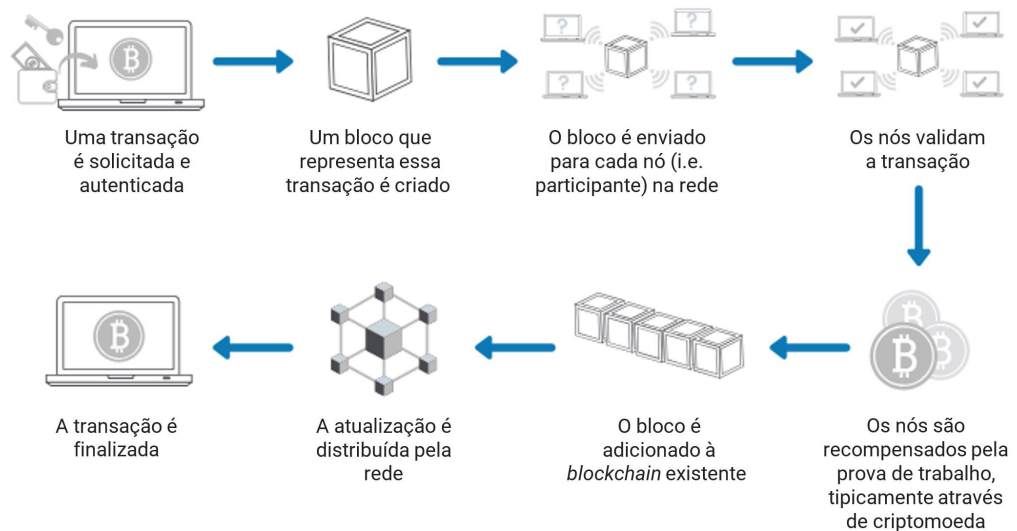 Uma transação
é solicitada e
autenticada
Um bloco que
representa essa
transação é criado
O bloco é enviado
para cada nó (i.e.
participante) na rede
Os nós validam
a transação
Os nós são
recompensados pela
prova de trabalho,
tipicamente através
de criptomoeda
O bloco é
adicionado à
blockchain existente
A atualização é
distribuída pela
rede
A transação é
finalizada